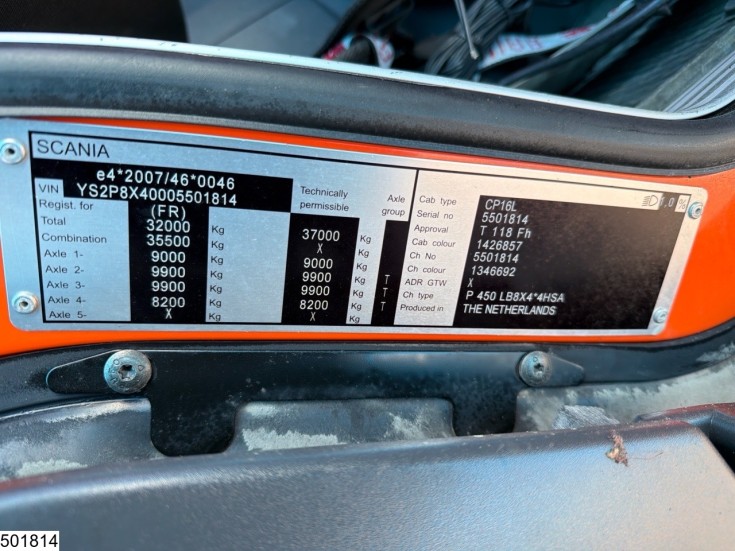 SCANIA
e4*2007/46*0046
VIN YS2P8X40005501814
Regist. for (FR) Technically permissible Axle group
Total 32000 Kg 37000 Kg
Combination 35500 Kg X Kg
Axle 1- 9000 Kg 9000 Kg
Axle 2- 9900 Kg 9900 Kg T
Axle 3- 9900 Kg 9900 Kg T
Axle 4- 8200 Kg 8200 Kg T
Axle 5- X Kg X Kg
1,0 %
Cab type CP16L
Serial no 5501814
Approval T 118 Fh
Cab colour 1426857
Ch No 5501814
Ch colour 1346692
ADR GTW X
Ch type P 450 LB8X4*4HSA
Produced in THE NETHERLANDS
501814